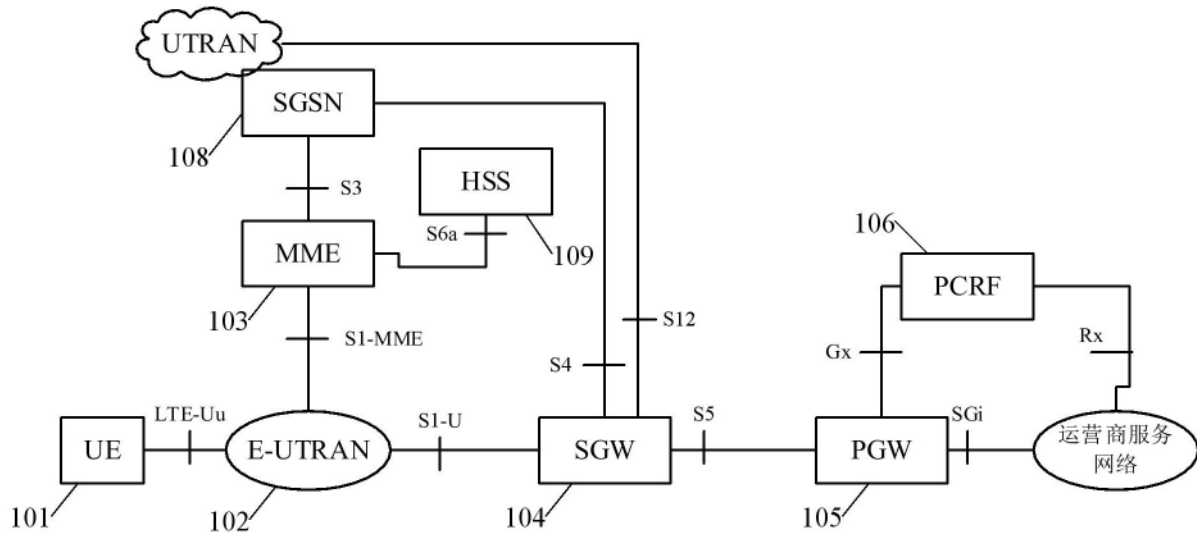 UTRAN
SGSN
108
S3
HSS
S6a
109
MME
103
106
PCRF
S1-MME
S12
S4
Gx
Rx
LTE-Uu
S1-U
S5
SGi
UE
E-UTRAN
SGW
PGW
运营商服务
网络
101
102
104
105